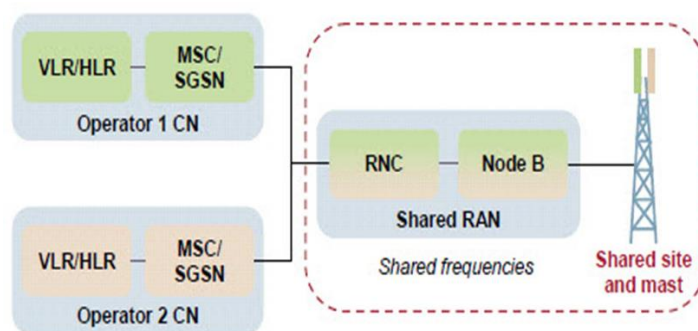 VLR/HLR
MSC/
SGSN
Operator 1 CN
RNC
Node B
Shared RAN
Shared frequencies
Shared site
and mast
VLR/HLR
MSC/
SGSN
Operator 2 CN